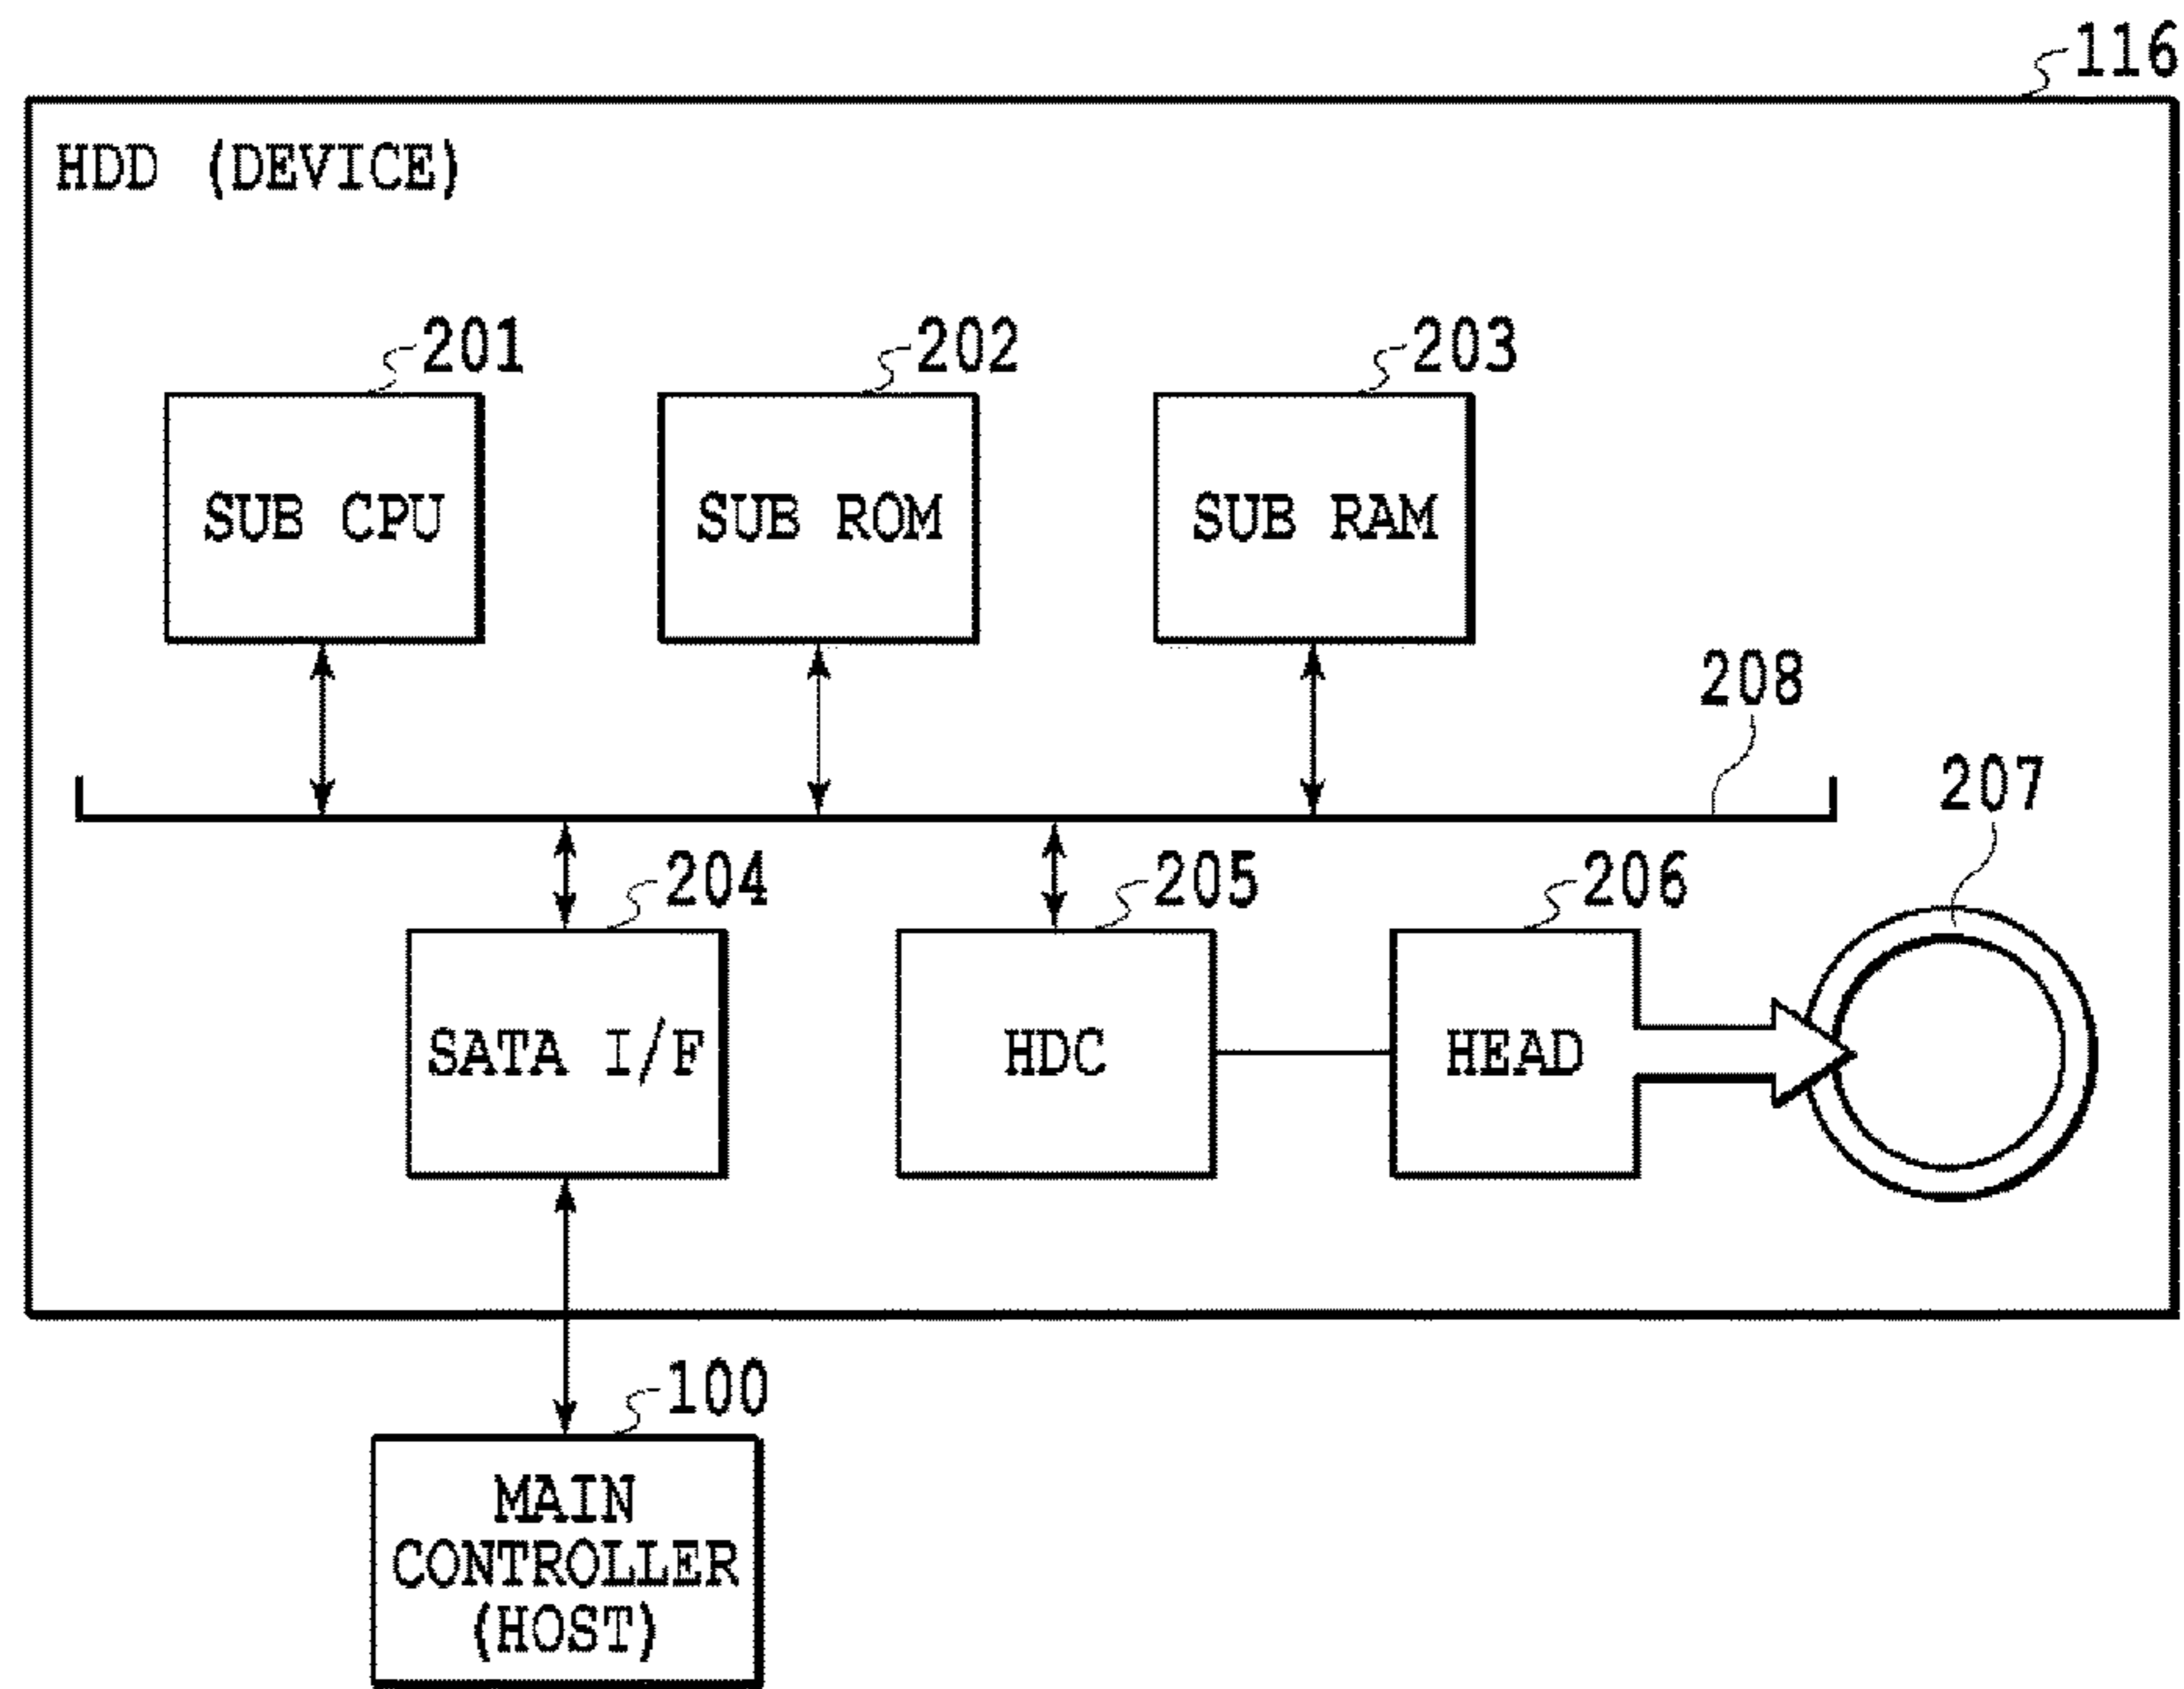 116
HDD (DEVICE)
201
202
203
SUB CPU
SUB ROM
SUB RAM
208
207
204
205
206
SATA I/F
HDC
HEAD
100
MAIN
CONTROLLER
(HOST)